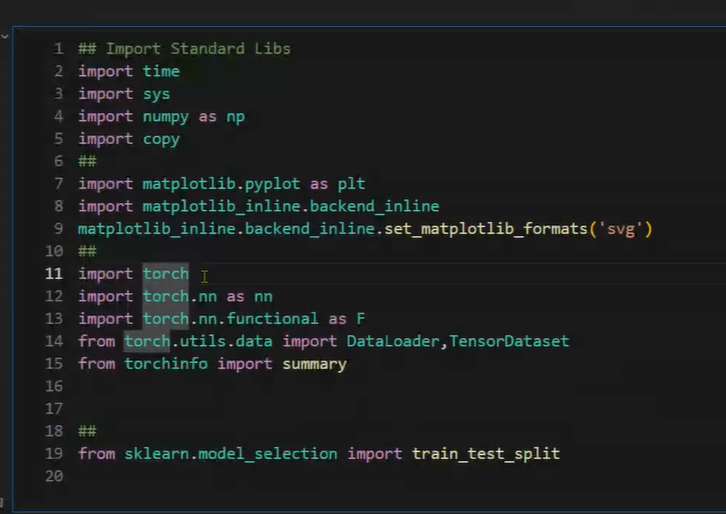 1 ## Import Standard Libs
2 import time
3 import sys
4 import numpy as np
5 import copy
6 ##
7 import matplotlib.pyplot as plt
8 import matplotlib_inline.backend_inline
9 matplotlib_inline.backend_inline.set_matplotlib_formats('svg')
10 ##
11 import torch
12 import torch.nn as nn
13 import torch.nn.functional as F
14 from torch.utils.data import DataLoader,TensorDataset
15 from torchinfo import summary
16
17
18 ##
19 from sklearn.model_selection import train_test_split
20